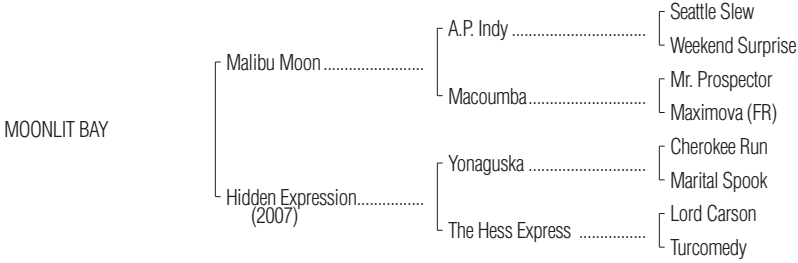 Seattle Slew
A.P. Indy ................................
Weekend Surprise
Malibu Moon ........................
Mr. Prospector
Macoumba............................
Maximova (FR)
MOONLIT BAY
Cherokee Run
Yonaguska ............................
Marital Spook
Hidden Expression................
(2007)
Lord Carson
The Hess Express ................
Turcomedy